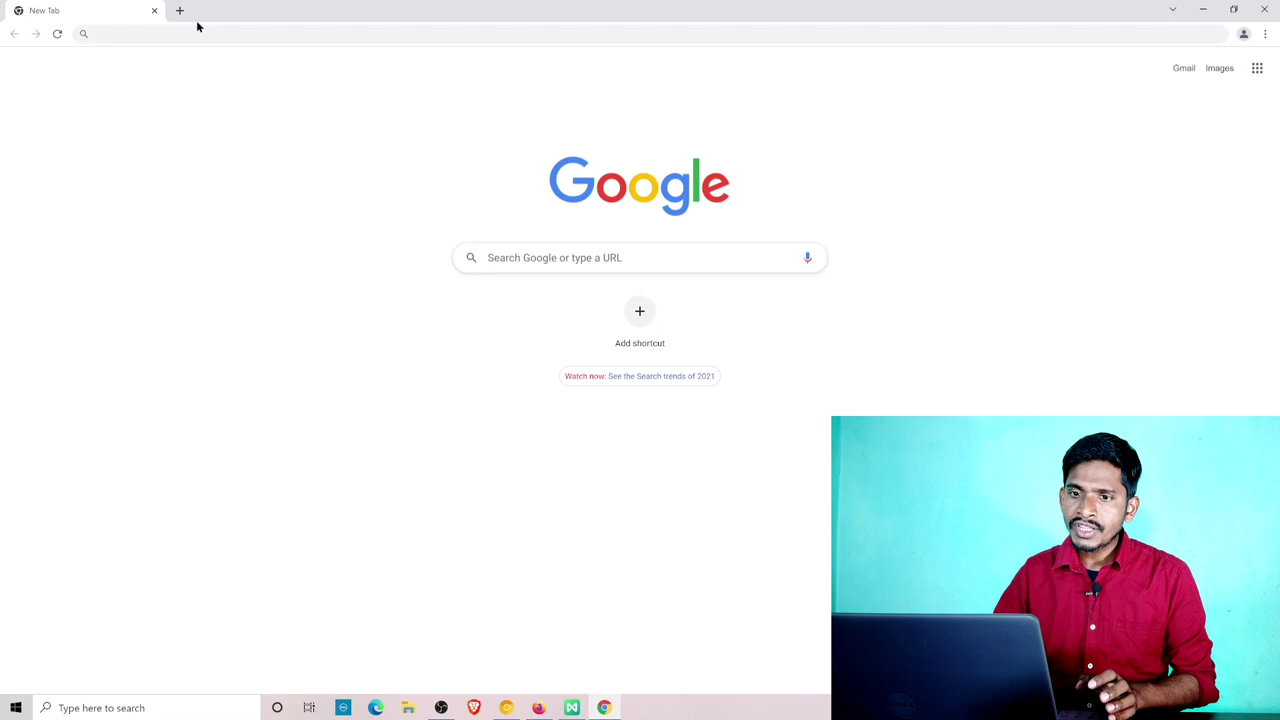 New Tab
Gmail
Images
Google
Search Google or type a URL
Add shortcut
Watch now: See the Search trends of 2021
Type here to search